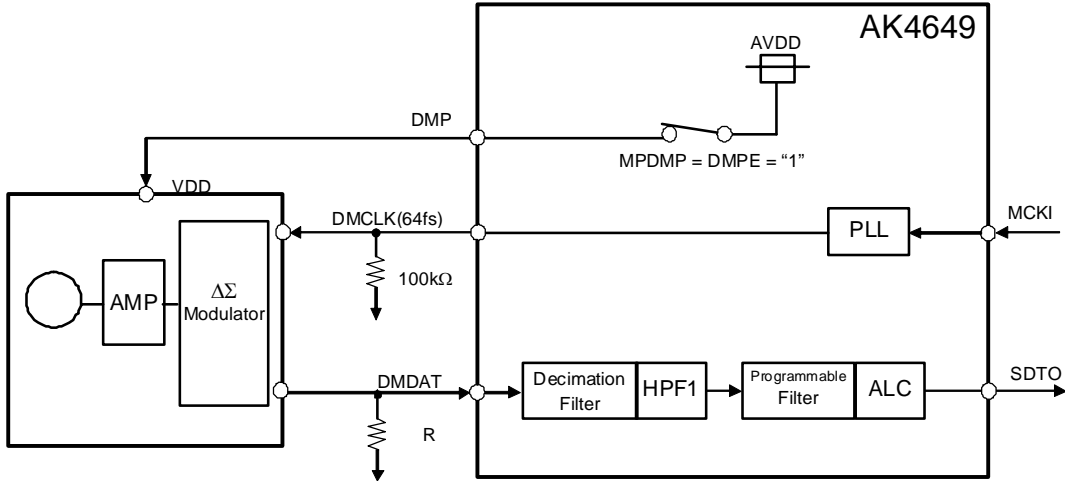 AK4649
AVDD
DMP
MPDMP = DMPE = “1”
VDD
DMCLK(64fs)
PLL
MCKI
100kΩ
AMP
ΔΣ
Modulator
DMDAT
Decimation
Filter
HPF1
Programmable
Filter
ALC
SDTO
R